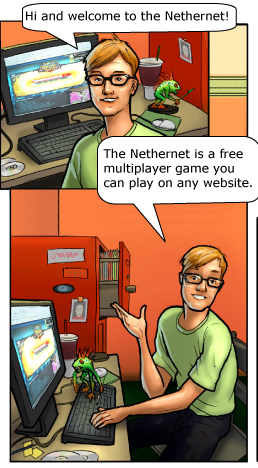 Hi and welcome to the Nethernet!
The Nethernet is a free
multiplayer game you
can play on any website.